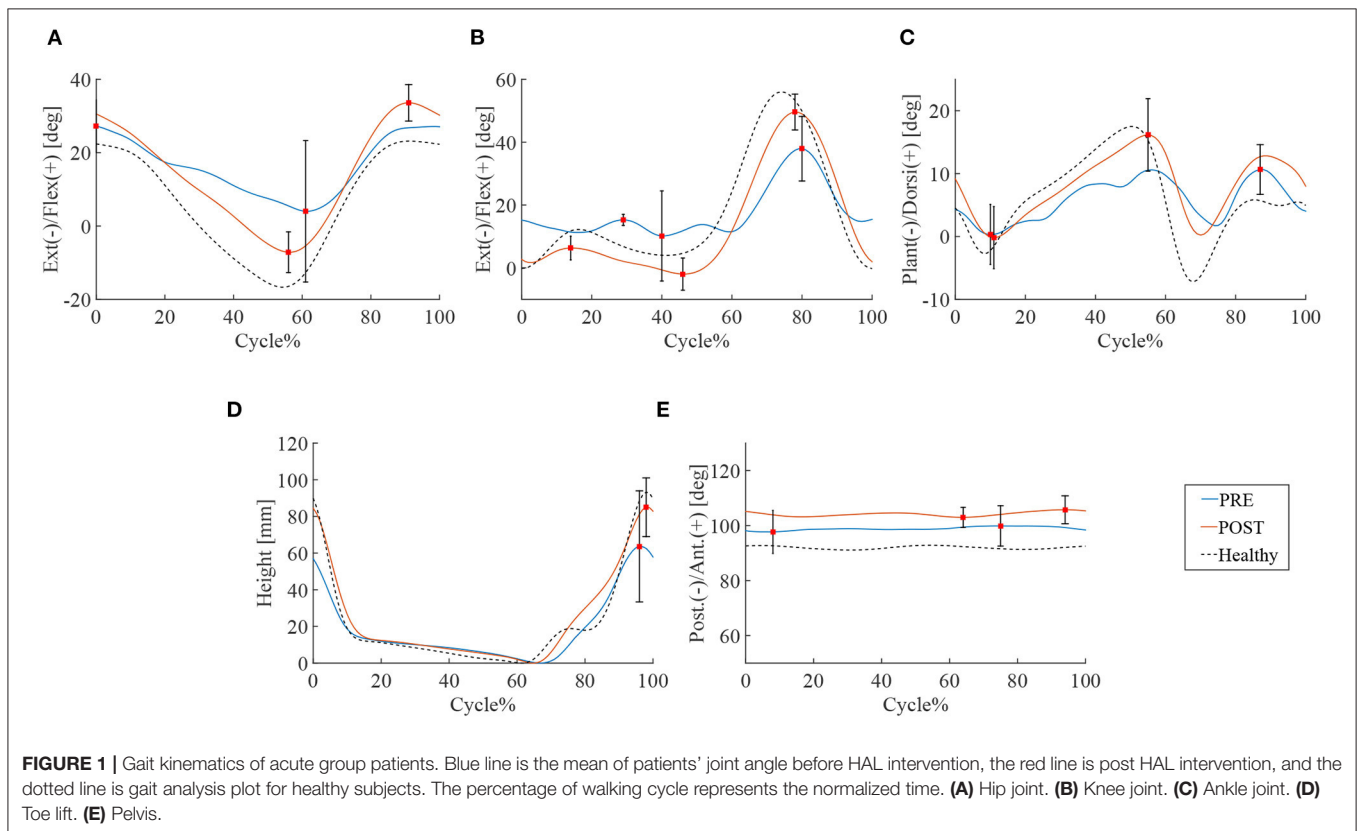 A
B
C
40
20
0
-20
Ext(-)/Flex(+) [deg]
0 20 40 60 80 100
Cycle%
60
40
20
0
Ext(-)/Flex(+) [deg]
0 20 40 60 80 100
Cycle%
20
10
0
-10
Plant(-)/Dorsi(+) [deg]
0 20 40 60 80 100
Cycle%
D
E
120
100
80
60
40
20
0
Height [mm]
0 20 40 60 80 100
Cycle%
120
100
80
60
Post.(-)/Ant.(+) [deg]
0 20 40 60 80 100
Cycle%
PRE
POST
Healthy
FIGURE 1 | Gait kinematics of acute group patients. Blue line is the mean of patients' joint angle before HAL intervention, the red line is post HAL intervention, and the
dotted line is gait analysis plot for healthy subjects. The percentage of walking cycle represents the normalized time. (A) Hip joint. (B) Knee joint. (C) Ankle joint. (D)
Toe lift. (E) Pelvis.